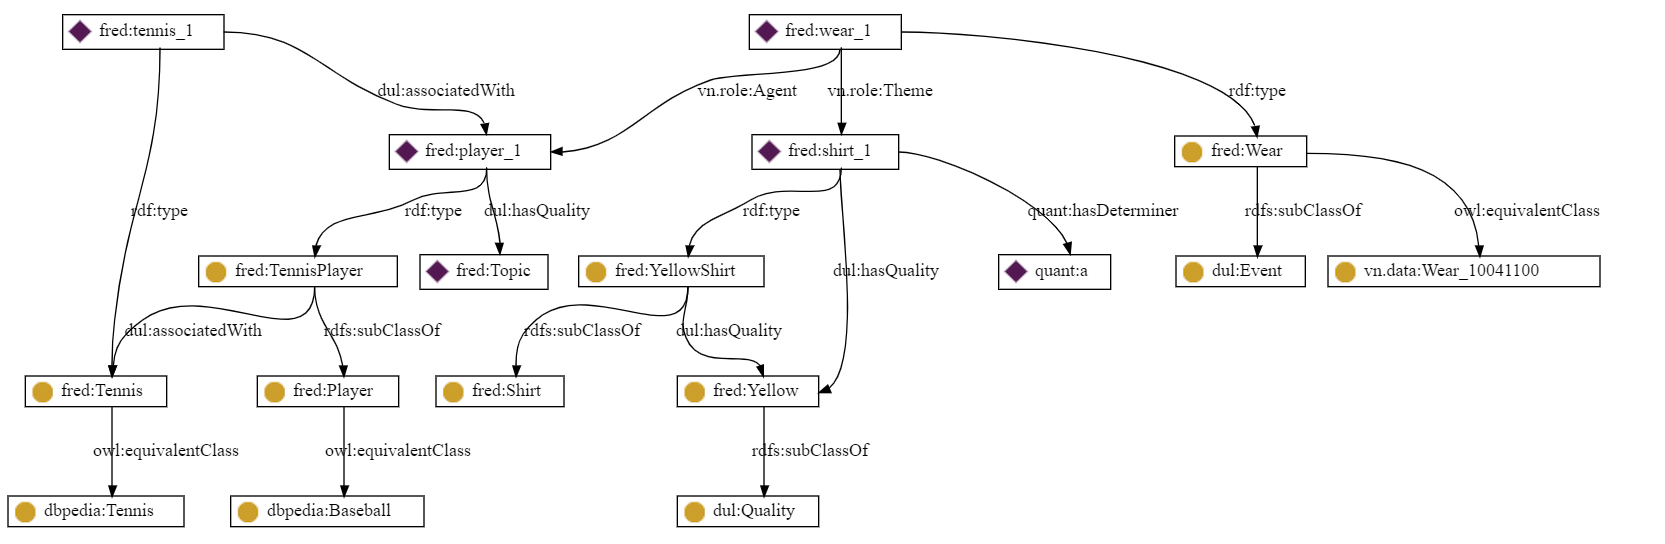 fred:tennis_1
fred:wear_1
dul:associatedWith
vn.role:Agent
vn.role:Theme
rdf:type
fred:player_1
fred:shirt_1
fred:Wear
rdf:type
rdf:type
dul:hasQuality
rdf:type
quant:hasDeterminer
rdfs:subClassOf
owl:equivalentClass
fred:TennisPlayer
fred:Topic
fred:YellowShirt
dul:hasQuality
quant:a
dul:Event
vn.data:Wear_10041100
dul:associatedWith
rdfs:subClassOf
rdfs:subClassOf
dul:hasQuality
fred:Tennis
fred:Player
fred:Shirt
fred:Yellow
owl:equivalentClass
owl:equivalentClass
rdfs:subClassOf
dbpedia:Tennis
dbpedia:Baseball
dul:Quality